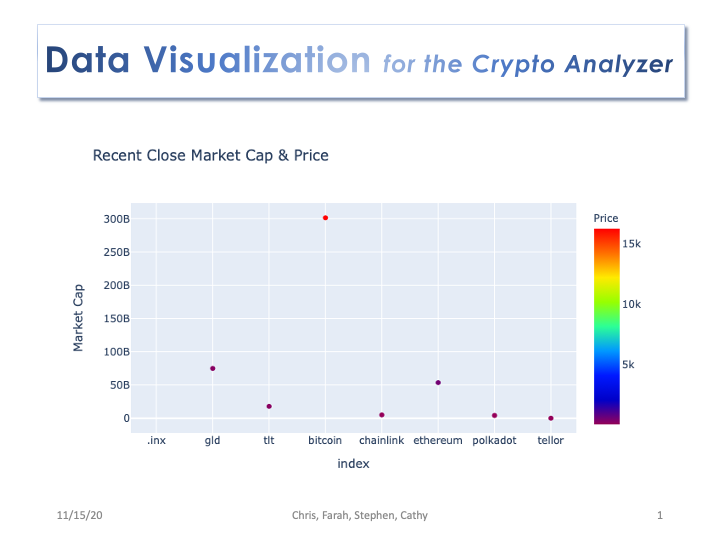 Data Visualization for the Crypto Analyzer
Recent Close Market Cap & Price
Price
300B
250B
200B
150B
100B
50B
0
Market Cap
15k
10k
5k
.inx gld tlt bitcoin chainlink ethereum polkadot tellor
index
11/15/20 Chris, Farah, Stephen, Cathy 1